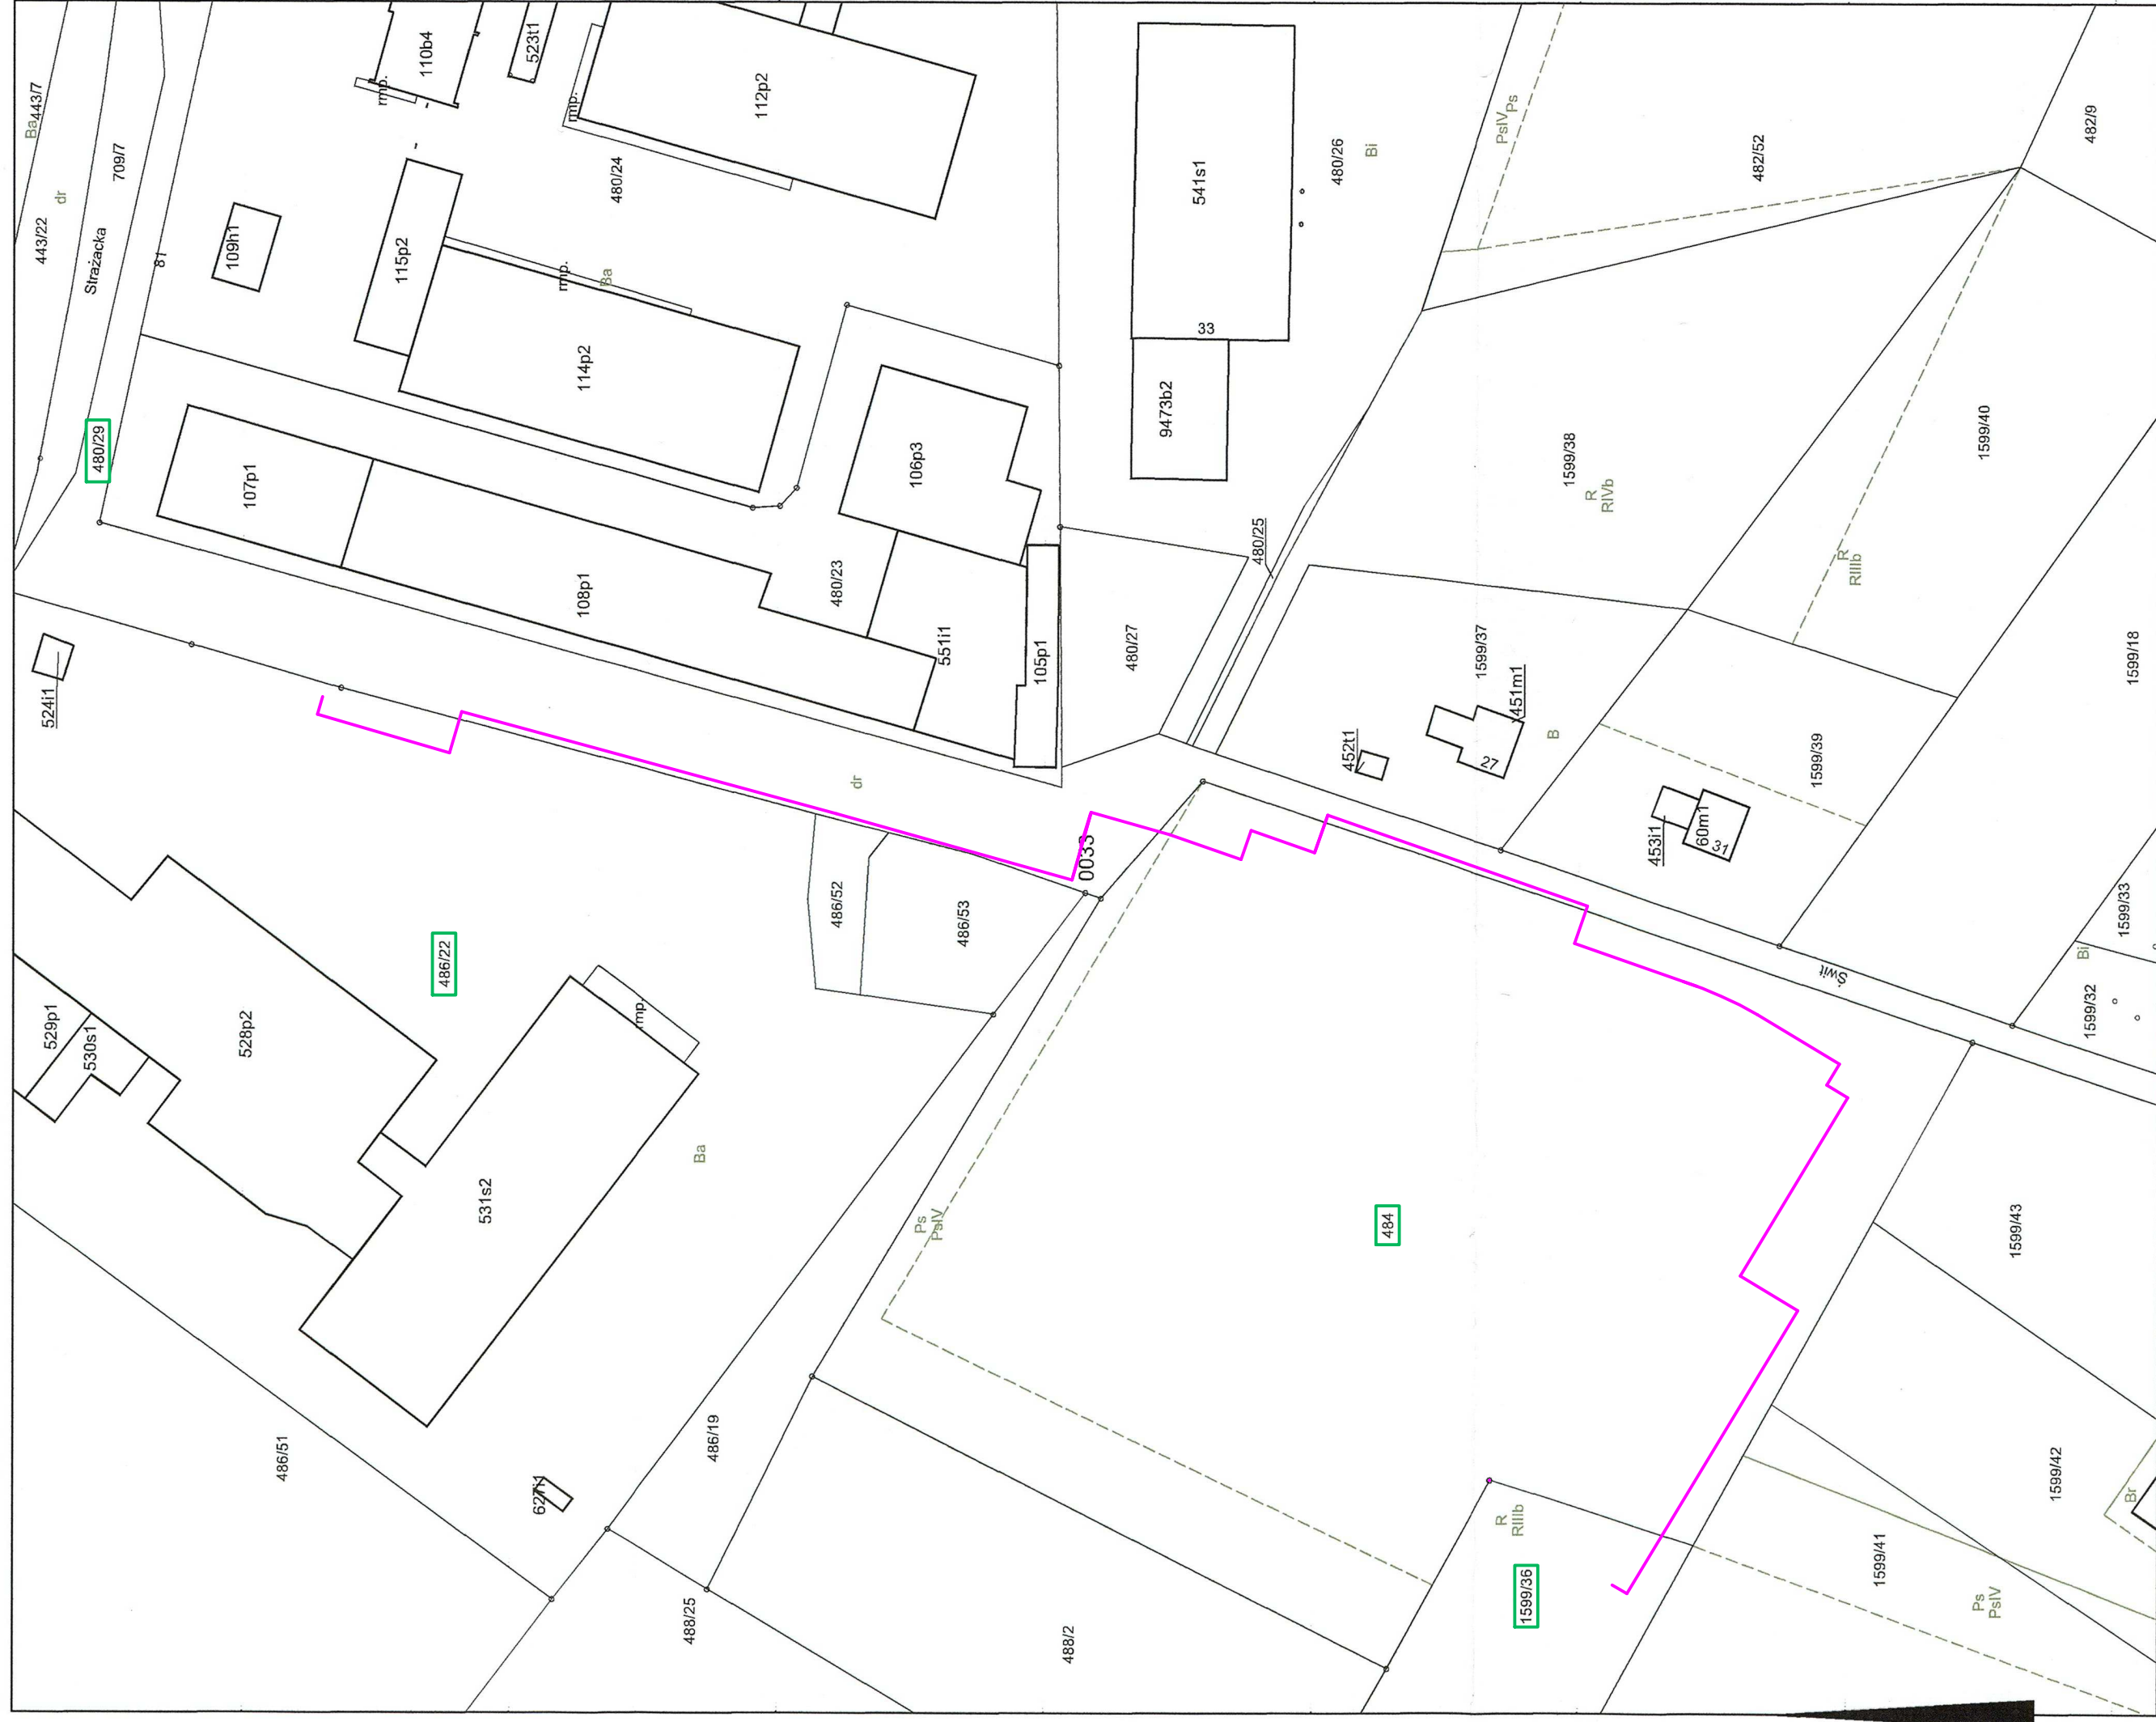 443/7
Ba
110b4
rmp.
523t1
rmp.
112p2
709/7
dr
443/22
Strażacka
81
109h1
115p2
480/24
rmp.
Ba
541s1
480/26
Bi
PsIV
Ps
482/52
482/9
33
114p2
480/29
107p1
106p3
9473b2
1599/38
R
RIVb
1599/40
480/25
R
RIIIb
108p1
480/23
551i1
105p1
480/27
1599/37
1599/18
524i1
451m1
452t1
27
B
1599/39
dr
0033
453i1
60m1
31
486/52
486/53
1599/33
Bi
Świt
1599/32
486/22
rmp.
529p1
530s1
528p2
Ba
531s2
Ps
PsIV
484
1599/43
486/51
486/19
1599/42
Br
627i1
R
RIIIb
1599/36
1599/41
Ps
PsIV
488/25
488/2